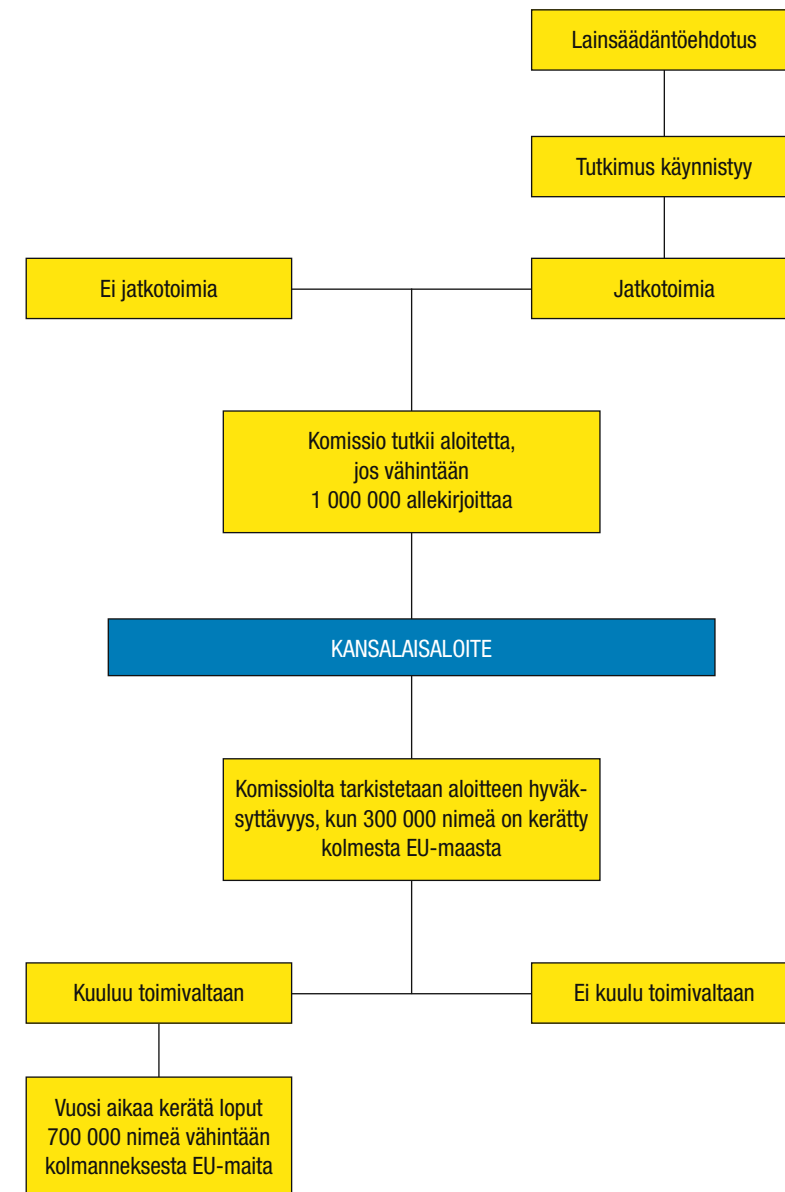 Lainsäädäntöehdotus
Tutkimus käynnistyy
Ei jatkotoimia
Jatkotoimia
Komissio tutkii aloitetta,
jos vähintään
1 000 000 allekirjoittaa
KANSALAISALOITE
Komissiolta tarkistetaan aloitteen hyväk-
syttävyys, kun 300 000 nimeä on kerätty
kolmesta EU-maasta
Kuuluu toimivaltaan
Ei kuulu toimivaltaan
Vuosi aikaa kerätä loput
700 000 nimeä vähintään
kolmanneksesta EU-maita